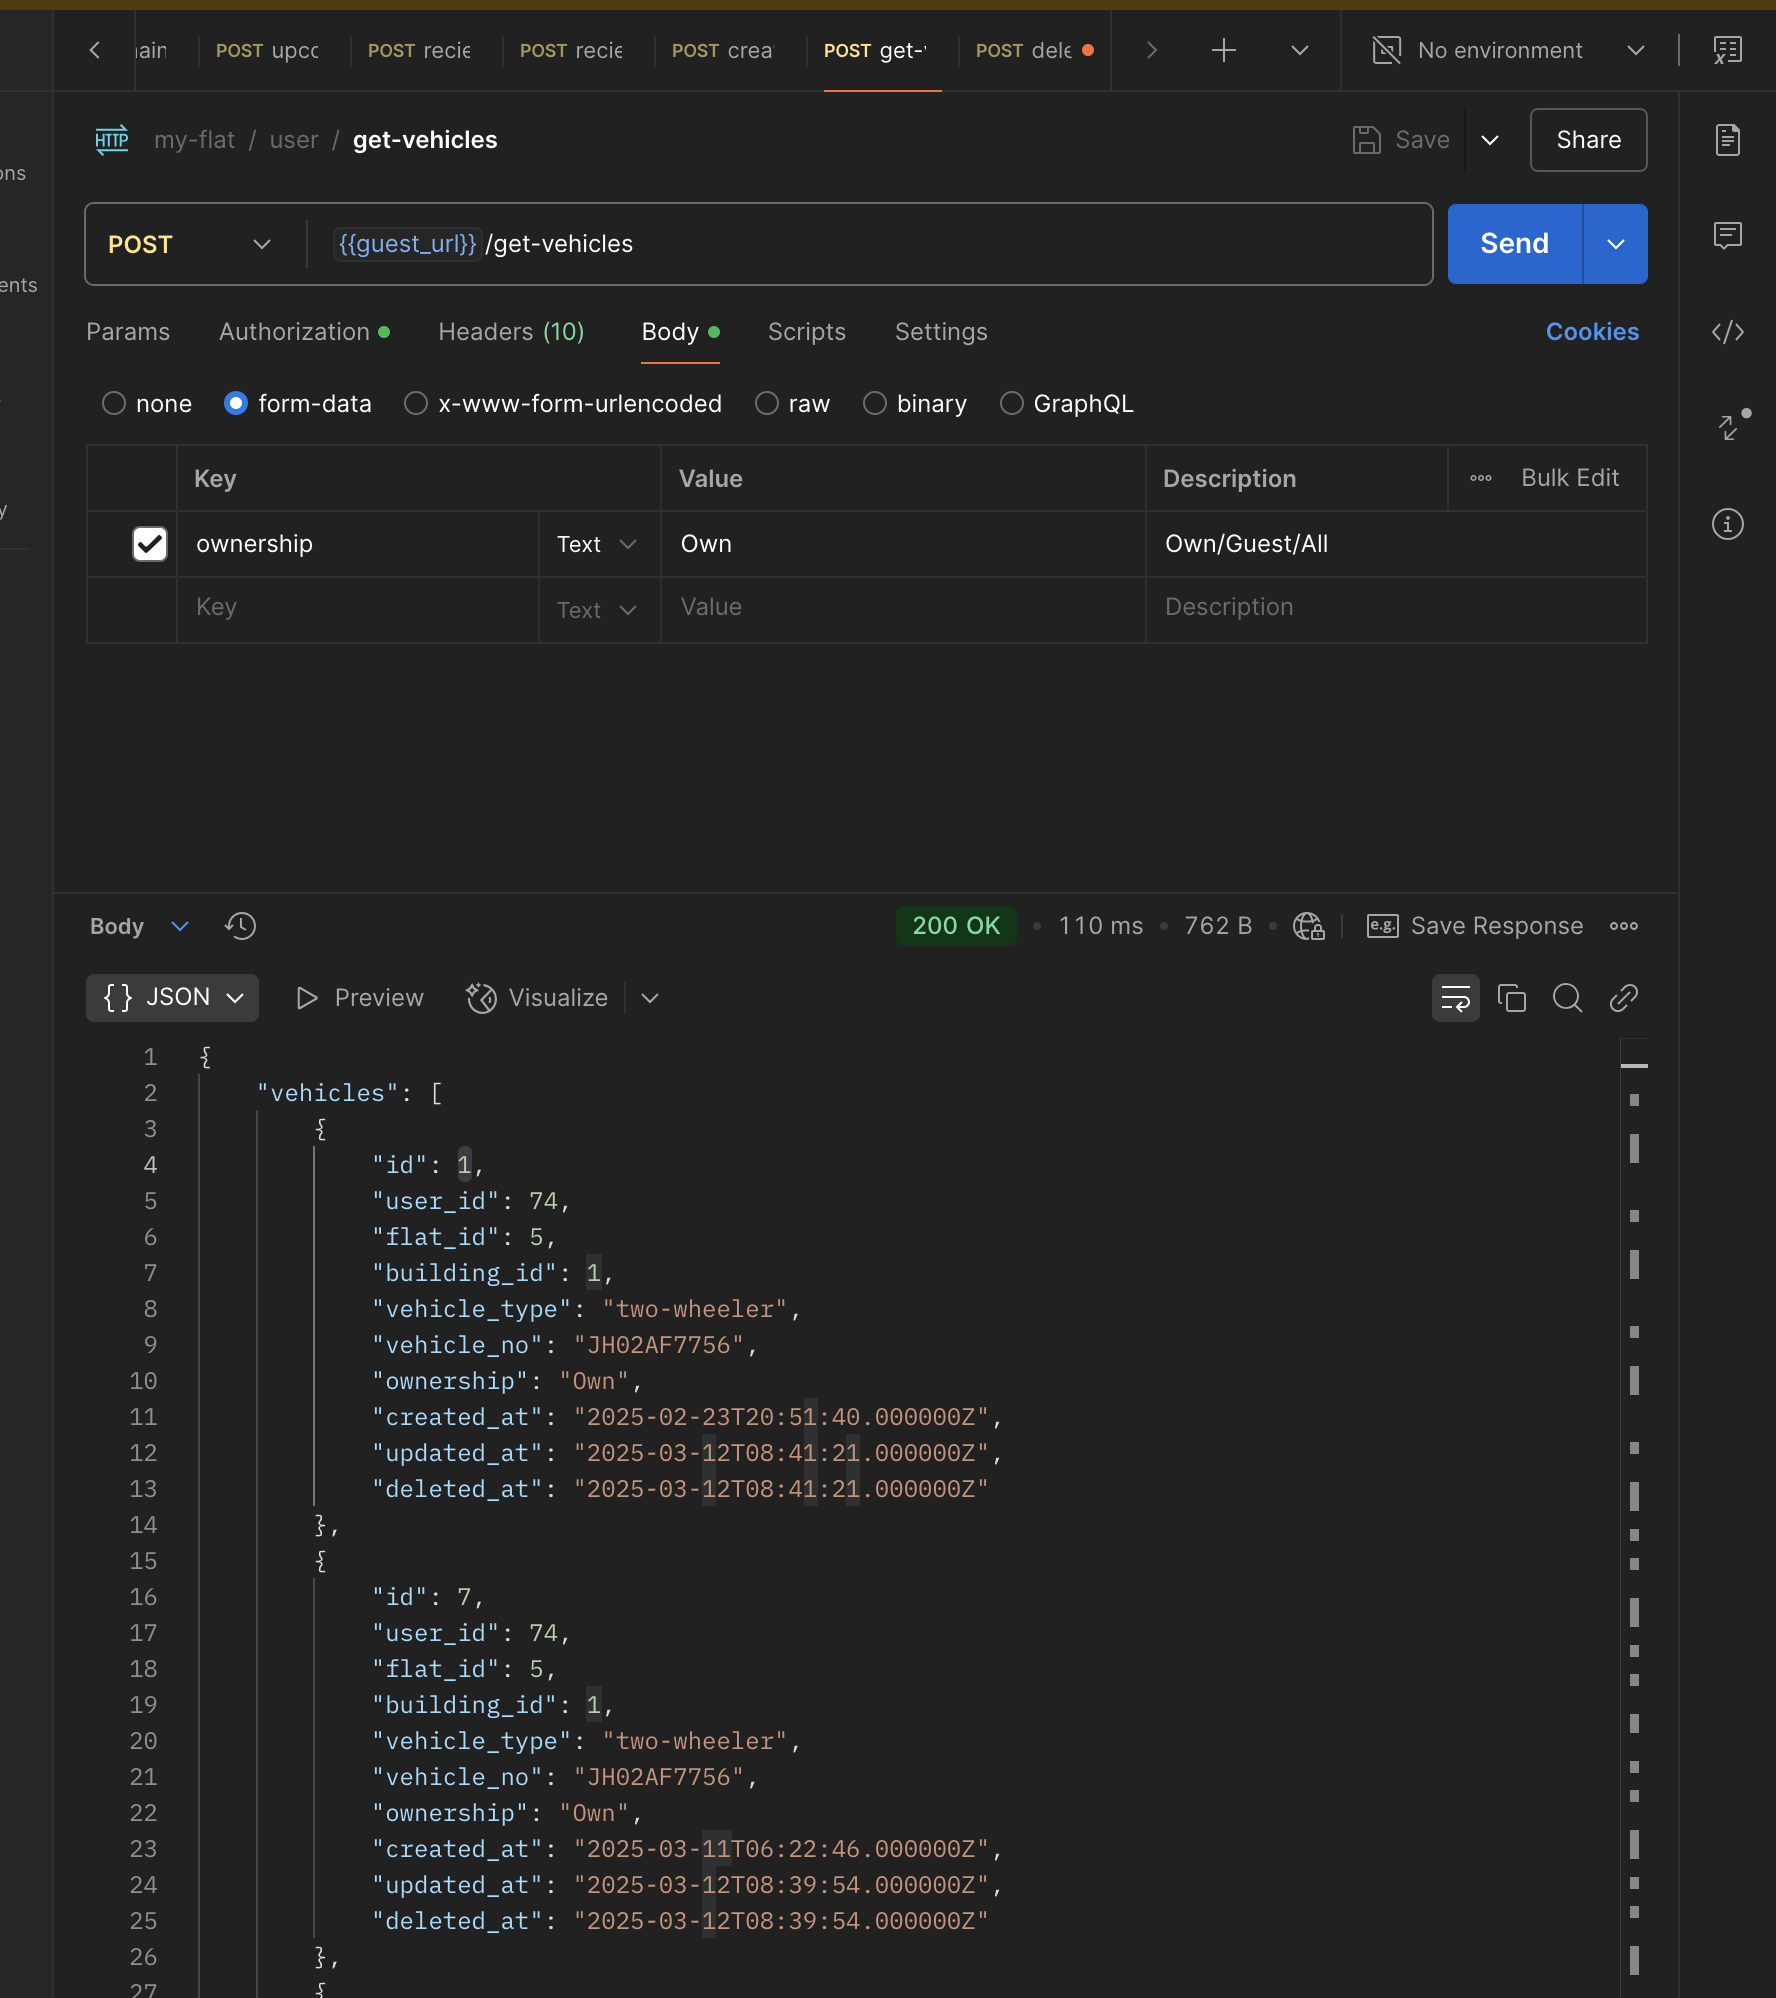 POST upco
POST recie
POST recie
POST crea
POST get-
POST dele
No environment
HTTP my-flat / user / get-vehicles
Save
Share
ons
ents
y
POST {{guest_url}}/get-vehicles
Send
Params Authorization Headers (10) Body Scripts Settings Cookies
none form-data x-www-form-urlencoded raw binary GraphQL
Key Value Description Bulk Edit
ownership Text Own Own/Guest/All
Key Text Value Description
Body 200 OK 110 ms 762 B e.g. Save Response
{} JSON Preview Visualize
1 {
2 "vehicles": [
3 {
4 "id": 1,
5 "user_id": 74,
6 "flat_id": 5,
7 "building_id": 1,
8 "vehicle_type": "two-wheeler",
9 "vehicle_no": "JH02AF7756",
10 "ownership": "Own",
11 "created_at": "2025-02-23T20:51:40.000000Z",
12 "updated_at": "2025-03-12T08:41:21.000000Z",
13 "deleted_at": "2025-03-12T08:41:21.000000Z"
14 },
15 {
16 "id": 7,
17 "user_id": 74,
18 "flat_id": 5,
19 "building_id": 1,
20 "vehicle_type": "two-wheeler",
21 "vehicle_no": "JH02AF7756",
22 "ownership": "Own",
23 "created_at": "2025-03-11T06:22:46.000000Z",
24 "updated_at": "2025-03-12T08:39:54.000000Z",
25 "deleted_at": "2025-03-12T08:39:54.000000Z"
26 },
27 {